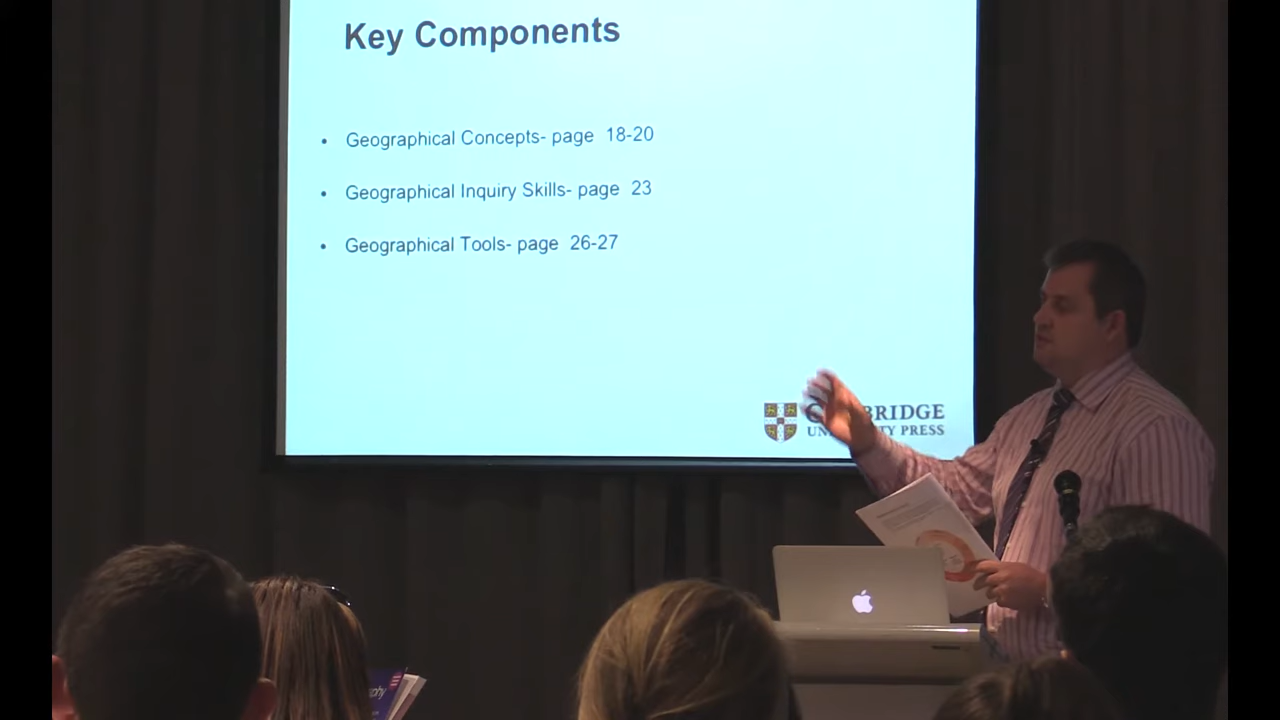 Key Components
• Geographical Concepts- page 18-20
• Geographical Inquiry Skills- page 23
• Geographical Tools- page 26-27